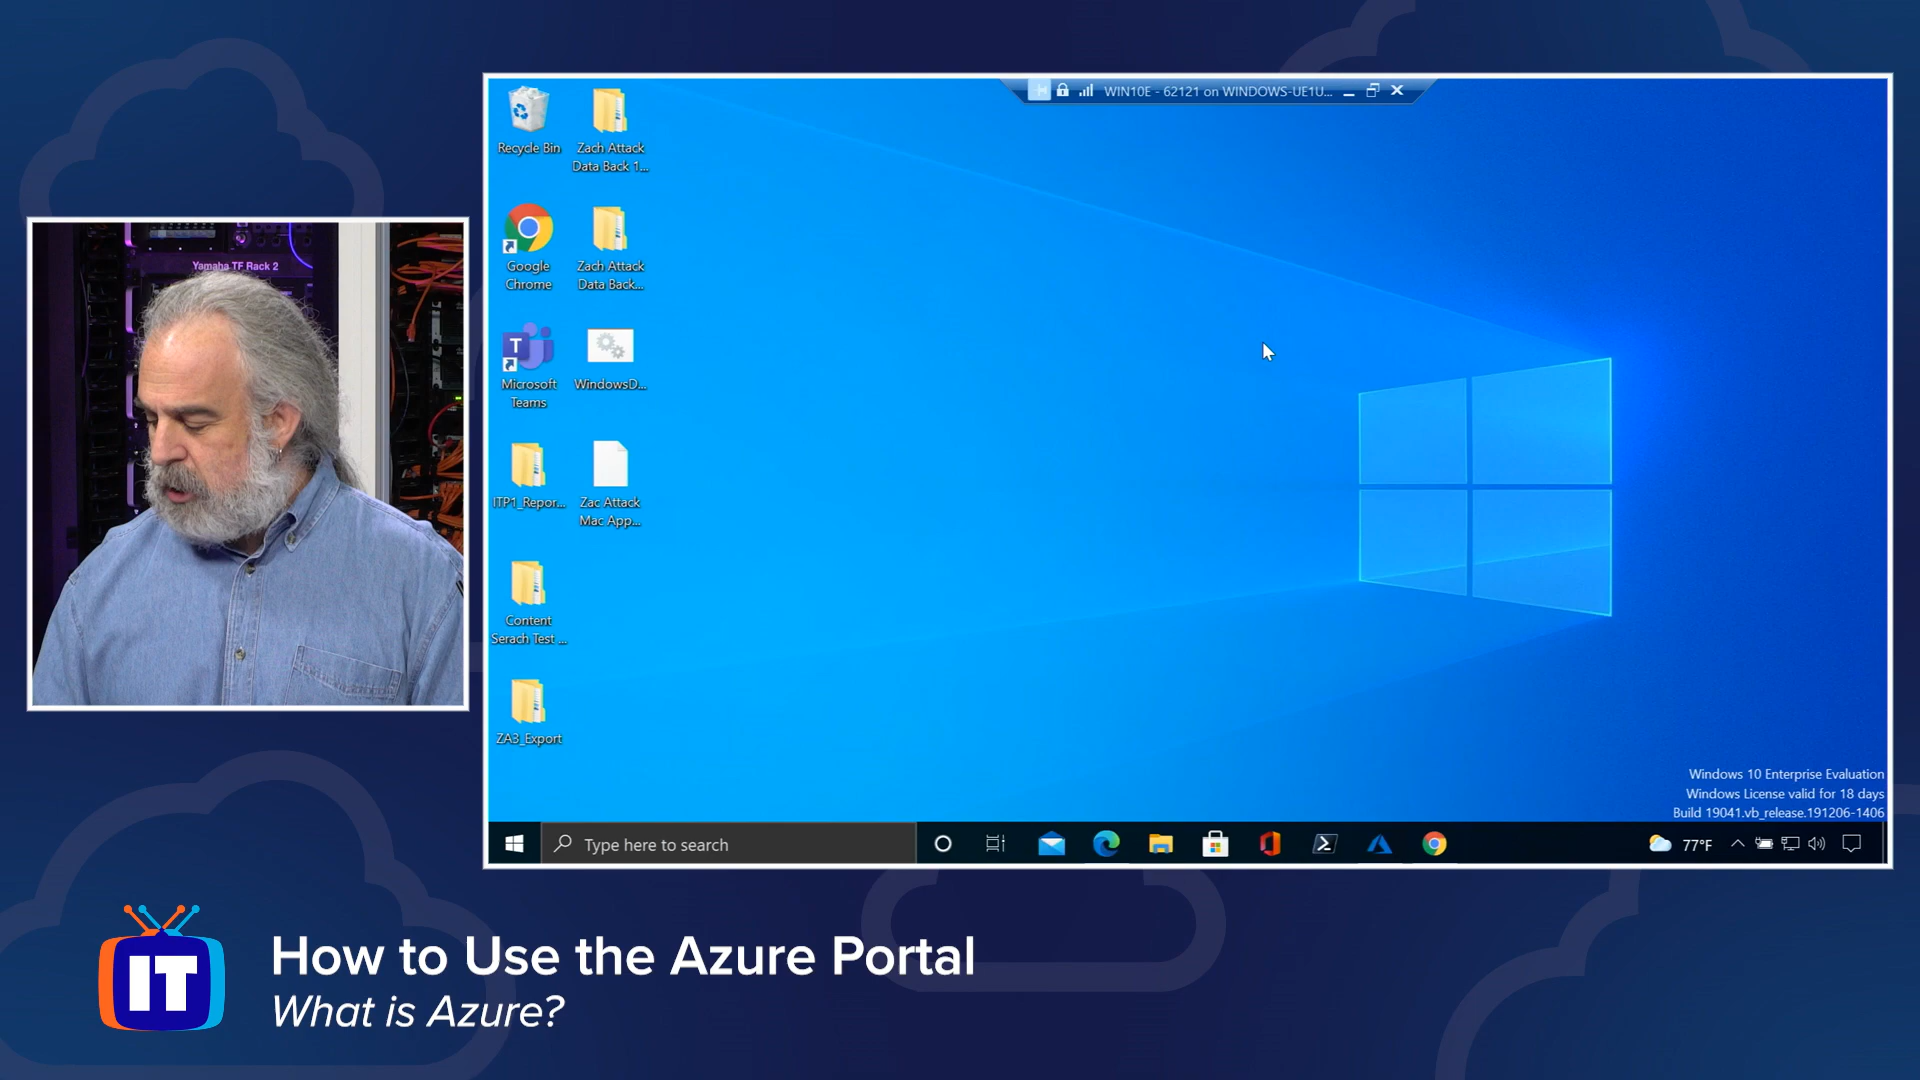 WIN10E - 62121 on WINDOWS-UE1U...
Recycle Bin
Zach Attack
Data Back 1...
Google
Chrome
Zach Attack
Data Back...
T
Microsoft
Teams
WindowsD...
ITP1_Repor...
Zac Attack
Mac App...
Content
Serach Test ...
ZA3_Export
Yamaha TF Rack 2
Windows 10 Enterprise Evaluation
Windows License valid for 18 days
Build 19041.vb_release.191206-1406
Type here to search
77°F
IT
How to Use the Azure Portal
What is Azure?